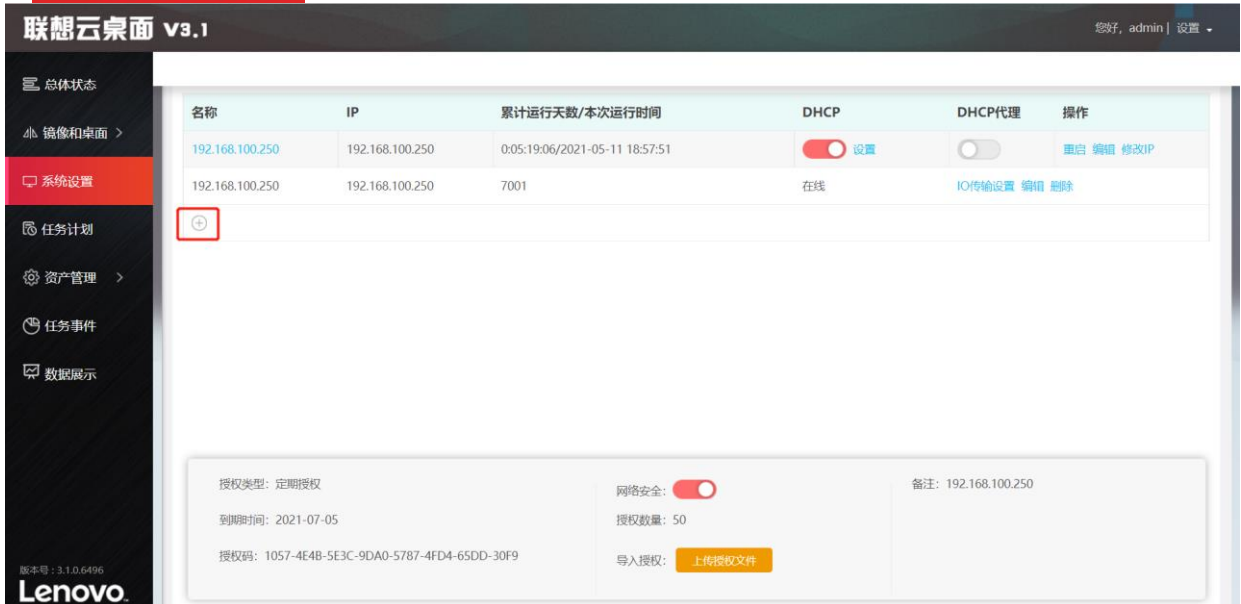 联想云桌面 V3.1
您好，admin| 设置
总体状态
镜像和桌面 >
系统设置
任务计划
资产管理 >
任务事件
数据展示
名称 IP 累计运行天数/本次运行时间 DHCP DHCP代理 操作
192.168.100.250 192.168.100.250 0:05:19:06/2021-05-11 18:57:51 设置 重启 编辑 修改IP
192.168.100.250 192.168.100.250 7001 在线 IO传输设置 编辑 删除
授权类型：定期授权 网络安全： 备注：192.168.100.250
到期时间：2021-07-05 授权数量：50
授权码：1057-4E4B-5E3C-9DA0-5787-4FD4-65DD-30F9 导入授权： 上传授权文件
版本号：3.1.0.6496
Lenovo.